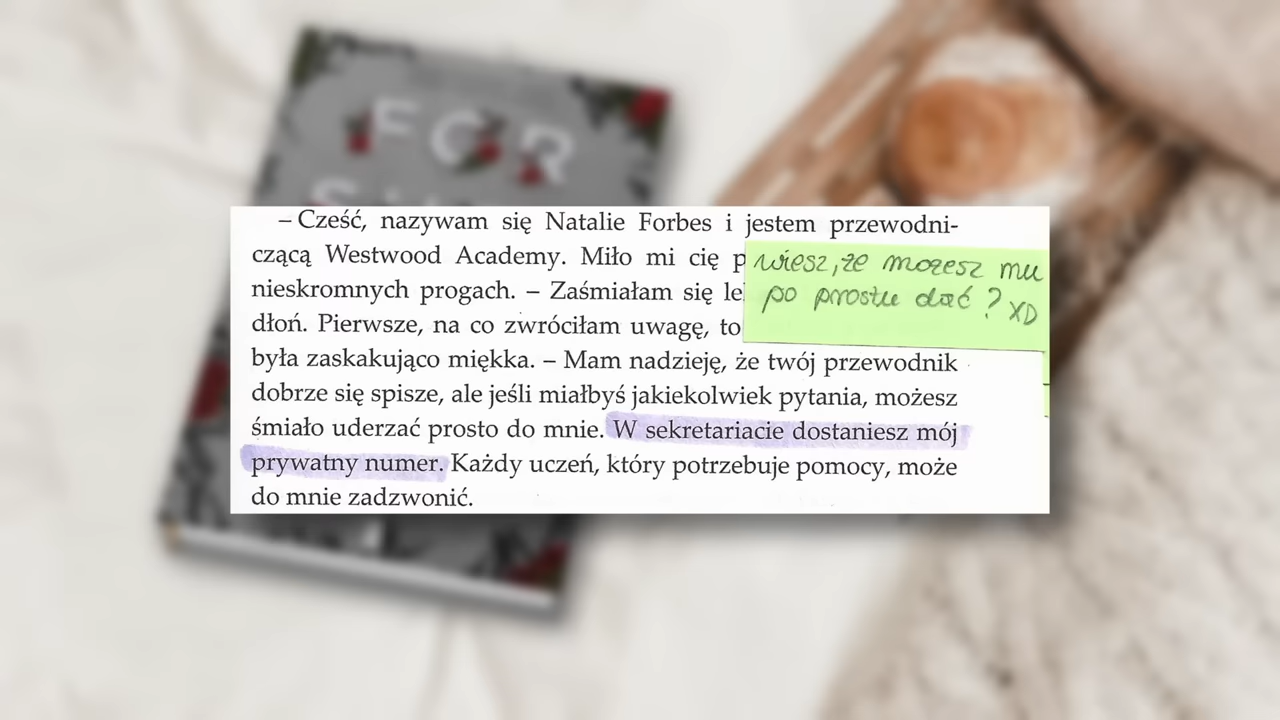 FOR
– Cześć, nazywam się Natalie Forbes i jestem przewodni-
czącą Westwood Academy. Miło mi cię p
nieskromnych progach. – Zaśmiałam się le
dłoń. Pierwsze, na co zwróciłam uwagę, to
była zaskakująco miękka. – Mam nadzieję, że twój przewodnik
dobrze się spisze, ale jeśli miałbyś jakiekolwiek pytania, możesz
śmiało uderzać prosto do mnie. W sekretariacie dostaniesz mój
prywatny numer. Każdy uczeń, który potrzebuje pomocy, może
do mnie zadzwonić.
wiesz, że możesz mu
po prostu dać? XD